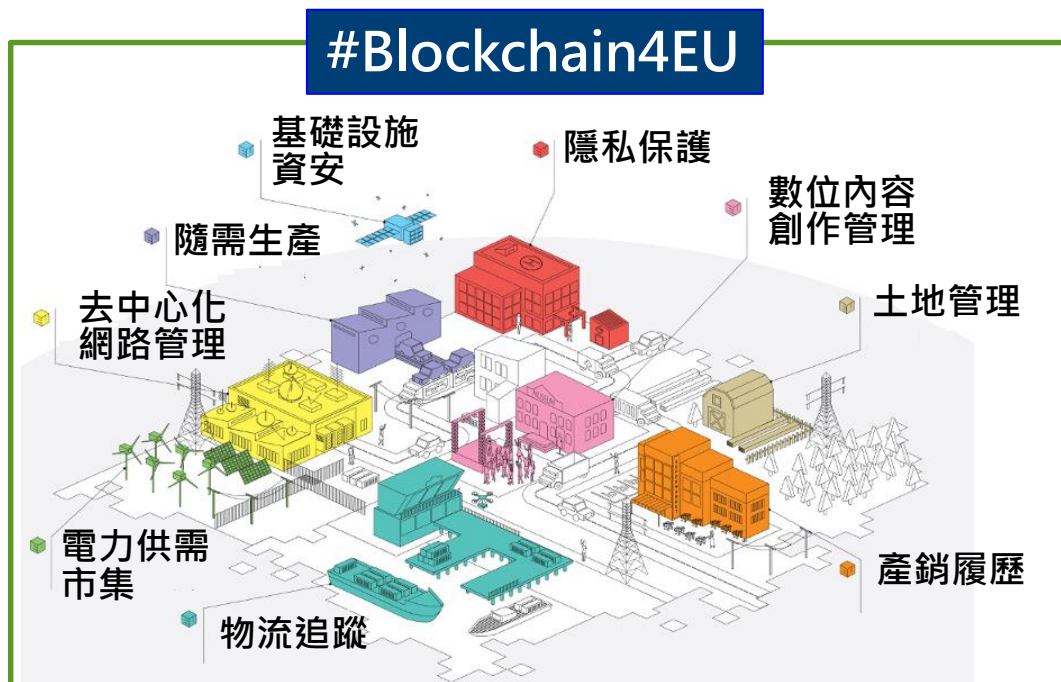 #Blockchain4EU
基礎設施
資安
隱私保護
數位內容
創作管理
隨需生產
去中心化
網路管理
土地管理
電力供需
市集
物流追蹤
產銷履歷